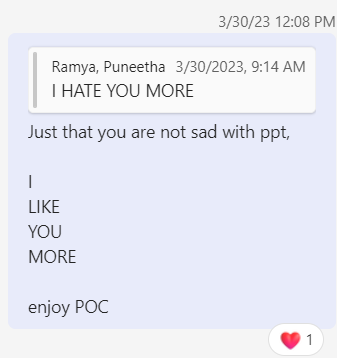 3/30/23 12:08 PM
Ramya, Puneetha 3/30/2023, 9:14 AM
I HATE YOU MORE
Just that you are not sad with ppt,
I
LIKE
YOU
MORE
enjoy POC
1